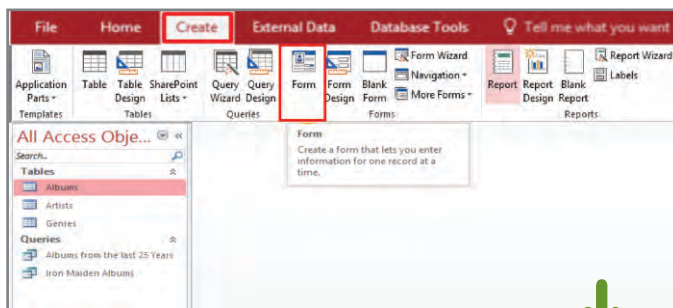 File Home Create External Data Database Tools Tell me what you want
Application Parts Table Table Design SharePoint Lists Query Wizard Query Design Form Form Design Blank Form Form Wizard Navigation More Forms Report Report Design Blank Report Report Wizard Labels
Templates Tables Queries Forms Reports
All Access Obje...
Search...
Tables
Albums
Artists
Genres
Queries
Albums from the last 25 Years
Iron Maiden Albums
Form
Create a form that lets you enter
information for one record at a
time.